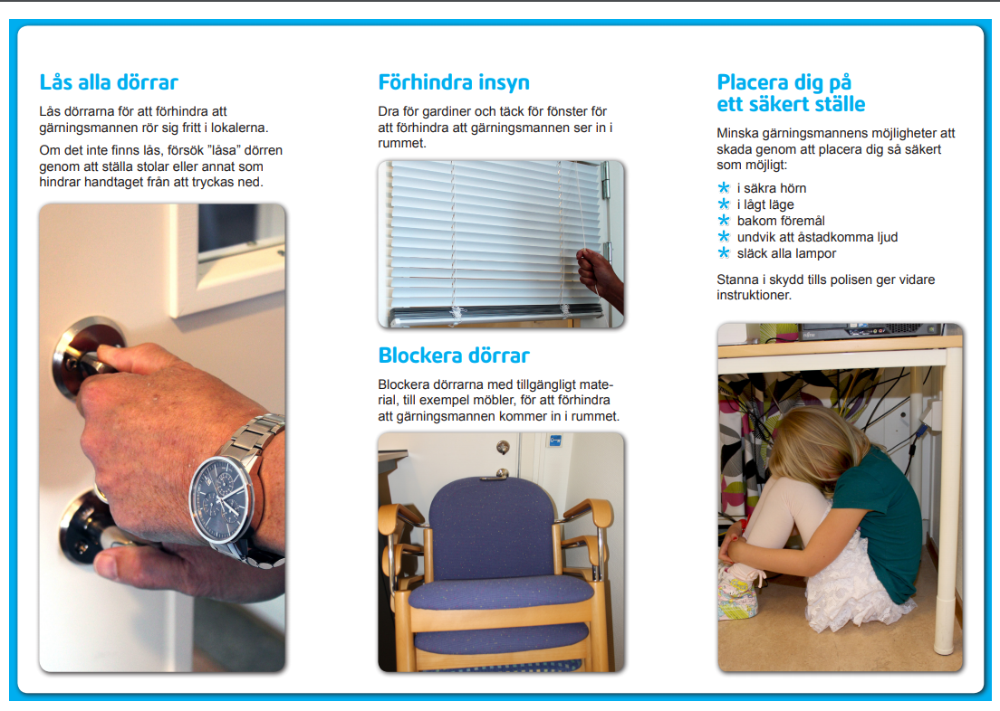 Lås alla dörrar
Lås dörrarna för att förhindra att
gärningsmannen rör sig fritt i lokalerna.
Om det inte finns lås, försök ”låsa” dörren
genom att ställa stolar eller annat som
hindrar handtaget från att tryckas ned.
Förhindra insyn
Dra för gardiner och täck för fönster för
att förhindra att gärningsmannen ser in i
rummet.
Blockera dörrar
Blockera dörrarna med tillgängligt mate-
rial, till exempel möbler, för att förhindra
att gärningsmannen kommer in i rummet.
Placera dig på
ett säkert ställe
Minska gärningsmannens möjligheter att
skada genom att placera dig så säkert
som möjligt:
i säkra hörn
i lågt läge
bakom föremål
undvik att åstadkomma ljud
släck alla lampor
Stanna i skydd tills polisen ger vidare
instruktioner.